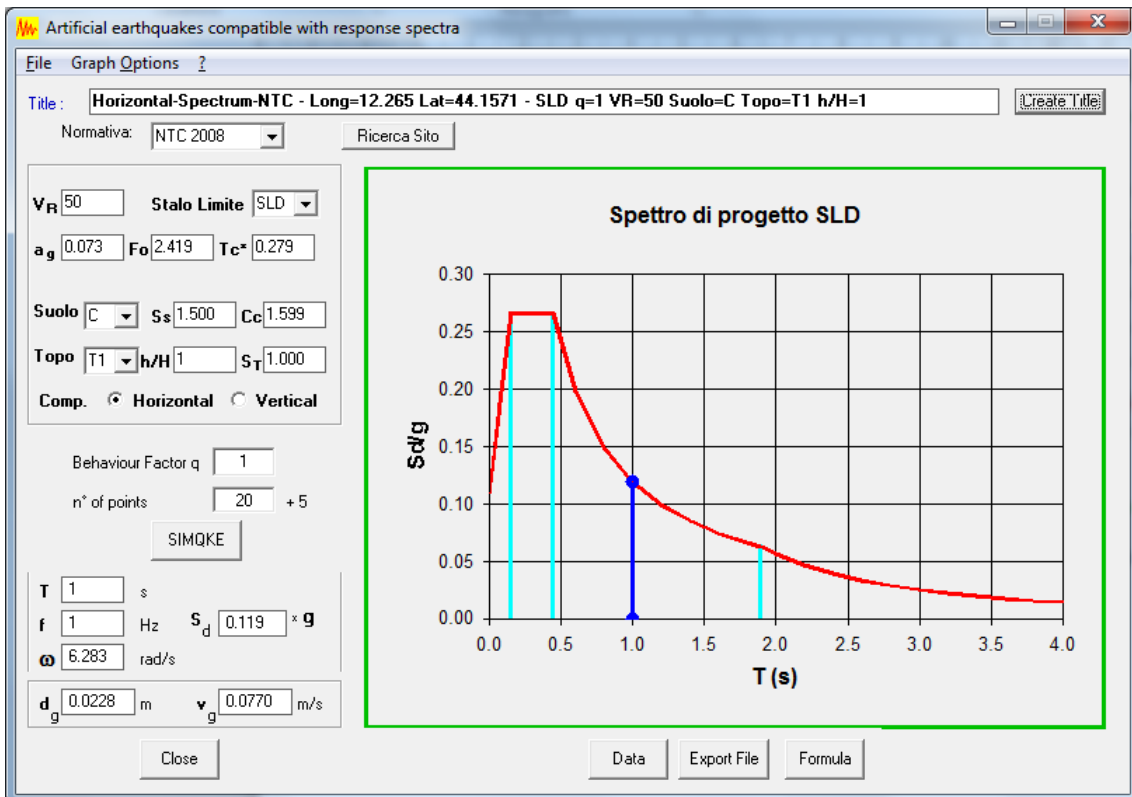 Artificial earthquakes compatible with response spectra
File Graph Options ?
Title : Horizontal-Spectrum-NTC - Long=12.265 Lat=44.1571 - SLD q=1 VR=50 Suolo=C Topo=T1 h/H=1 Create Title
Normativa: NTC 2008 Ricerca Sito
VR 50 Stalo Limite SLD
ag 0.073 Fo 2.419 Tc* 0.279
Suolo C Ss 1.500 Cc 1.599
Topo T1 h/H 1 ST 1.000
Comp. Horizontal Vertical
Behaviour Factor q 1
n° of points 20 + 5
SIMQKE
T 1 s
f 1 Hz Sd 0.119 × g
ω 6.283 rad/s
dg 0.0228 m vg 0.0770 m/s
Close
Spettro di progetto SLD
Sd/g
0.30
0.25
0.20
0.15
0.10
0.05
0.00
0.0 0.5 1.0 1.5 2.0 2.5 3.0 3.5 4.0
T (s)
Data Export File Formula